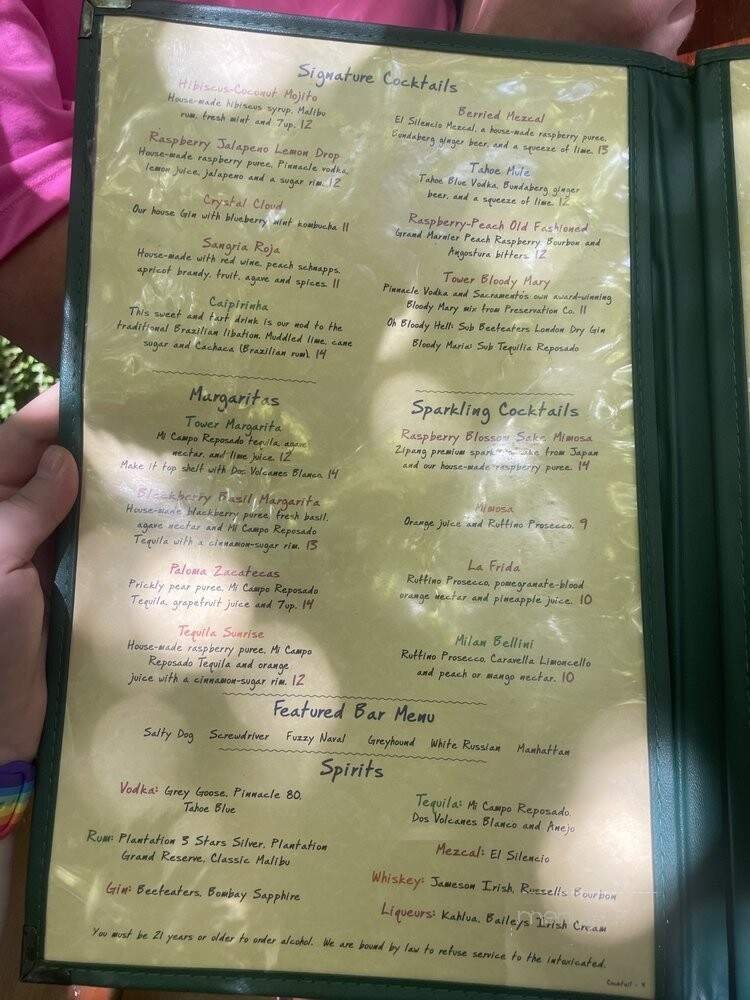 Signature Cocktails
Hibiscus-Coconut Mojito
House-made hibiscus syrup, Malibu
rum, fresh mint and 7up. 12
Raspberry Jalapeno Lemon Drop
House-made raspberry puree, Pinnacle vodka,
lemon juice, jalapeno and a sugar rim. 12
Crystal Cloud
Our house Gin with blueberry mint kombucha 11
Sangria Roja
House-made with red wine, peach schnapps,
apricot brandy, fruit, agave and spices. 11
Caipirinha
This sweet and tart drink is our nod to the
traditional Brazilian libation. Muddled lime, cane
sugar and Cachaca (Brazilian rum). 14
Berried Mezcal
El Silencio Mezcal, a house-made raspberry puree,
Bundaberg ginger beer, and a squeeze of lime. 13
Tahoe Mule
Tahoe Blue Vodka, Bundaberg ginger
beer, and a squeeze of lime. 12
Raspberry-Peach Old Fashioned
Grand Marnier Peach Raspberry, Bourbon and
Angostura bitters. 12
Tower Bloody Mary
Pinnacle Vodka and Sacramento's own award-winning
Bloody Mary mix from Preservation Co. 11
Oh Bloody Hell: Sub Beefeaters London Dry Gin
Bloody Maria: Sub Tequilia Reposado
Margaritas
Tower Margarita
Mi Campo Reposado tequila, agave
nectar, and lime juice. 12
Make it top shelf with Dos Volcanes Blanco. 14
Blackberry Basil Margarita
House-made blackberry puree, fresh basil,
agave nectar and Mi Campo Reposado
Tequila with a cinnamon-sugar rim. 13
Paloma Zacatecas
Prickly pear puree, Mi Campo Reposado
Tequila, grapefruit juice and 7up. 14
Tequila Sunrise
House-made raspberry puree, Mi Campo
Reposado Tequila and orange
juice with a cinnamon-sugar rim. 12
Sparkling Cocktails
Raspberry Blossom Sake Mimosa
Zipang premium sparkling sake from Japan
and our house-made raspberry puree. 14
Mimosa
Orange juice and Ruffino Prosecco. 9
La Frida
Ruffino Prosecco, pomegranate-blood
orange nectar and pineapple juice. 10
Milan Bellini
Ruffino Prosecco, Caravella Limoncello
and peach or mango nectar. 10
Featured Bar Menu
Salty Dog Screwdriver Fuzzy Naval Greyhound White Russian Manhattan
Spirits
Vodka: Grey Goose, Pinnacle 80,
Tahoe Blue
Rum: Plantation 3 Stars Silver, Plantation
Grand Reserve, Classic Malibu
Gin: Beefeaters, Bombay Sapphire
Tequila: Mi Campo Reposado,
Dos Volcanes Blanco and Anejo
Mezcal: El Silencio
Whiskey: Jameson Irish, Russells Bourbon
Liqueurs: Kahlua, Baileys Irish Cream
You must be 21 years or older to order alcohol. We are bound by law to refuse service to the intoxicated.